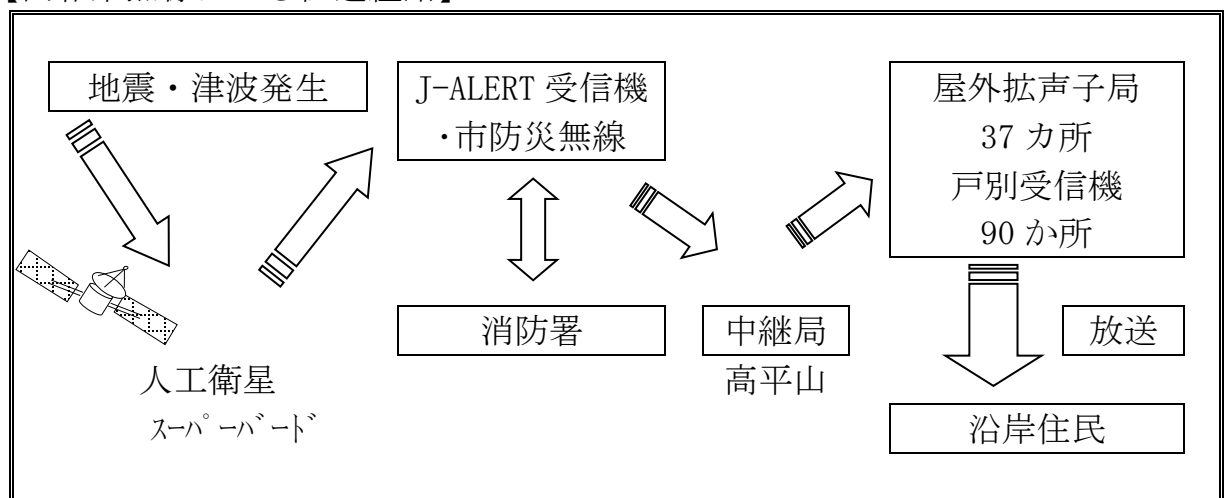 地震・津波発生
J-ALERT 受信機
・市防災無線
屋外拡声子局
37 カ所
戸別受信機
90 か所
消防署
中継局
高平山
放送
人工衛星
ｽｰﾊﾟｰﾊﾞｰﾄﾞ
沿岸住民